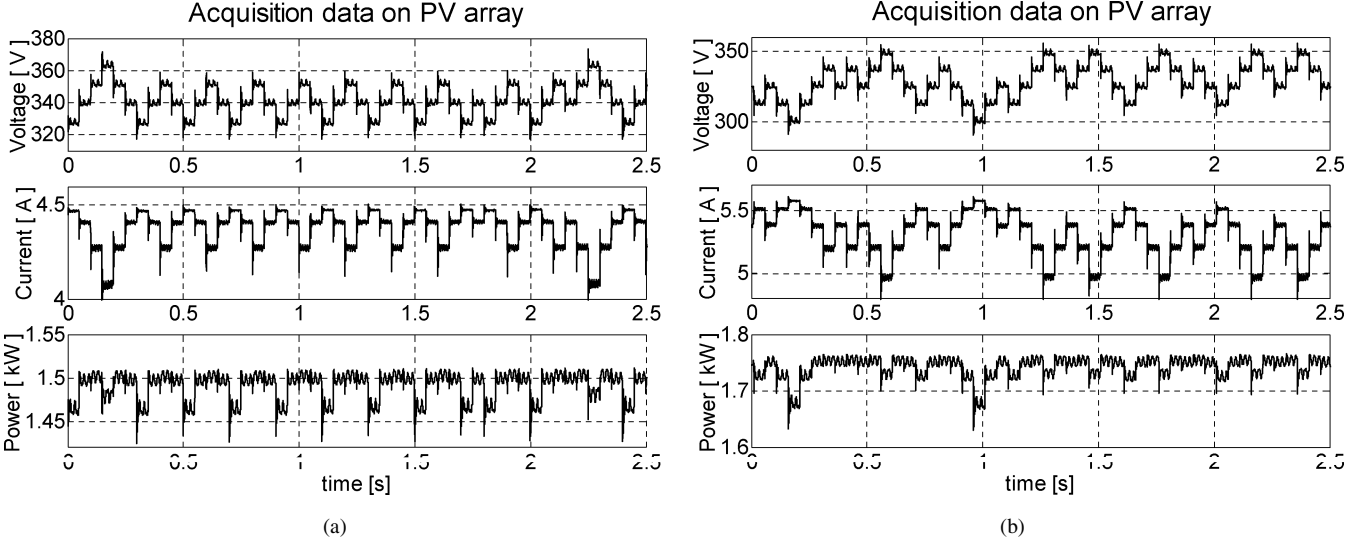 Acquisition data on PV array
Voltage [ V]
380
360
340
320
0 0.5 1 1.5 2 2.5
Current [ A ]
4.5
4
0 0.5 1 1.5 2 2.5
Power [ kW ]
1.55
1.5
1.45
0 0.5 1 1.5 2 2.5
time [s]
(a)
Acquisition data on PV array
Voltage [ V]
350
300
0 0.5 1 1.5 2 2.5
Current [ A ]
5.5
5
0 0.5 1 1.5 2 2.5
Power [ kW ]
1.8
1.7
1.6
0 0.5 1 1.5 2 2.5
time [s]
(b)